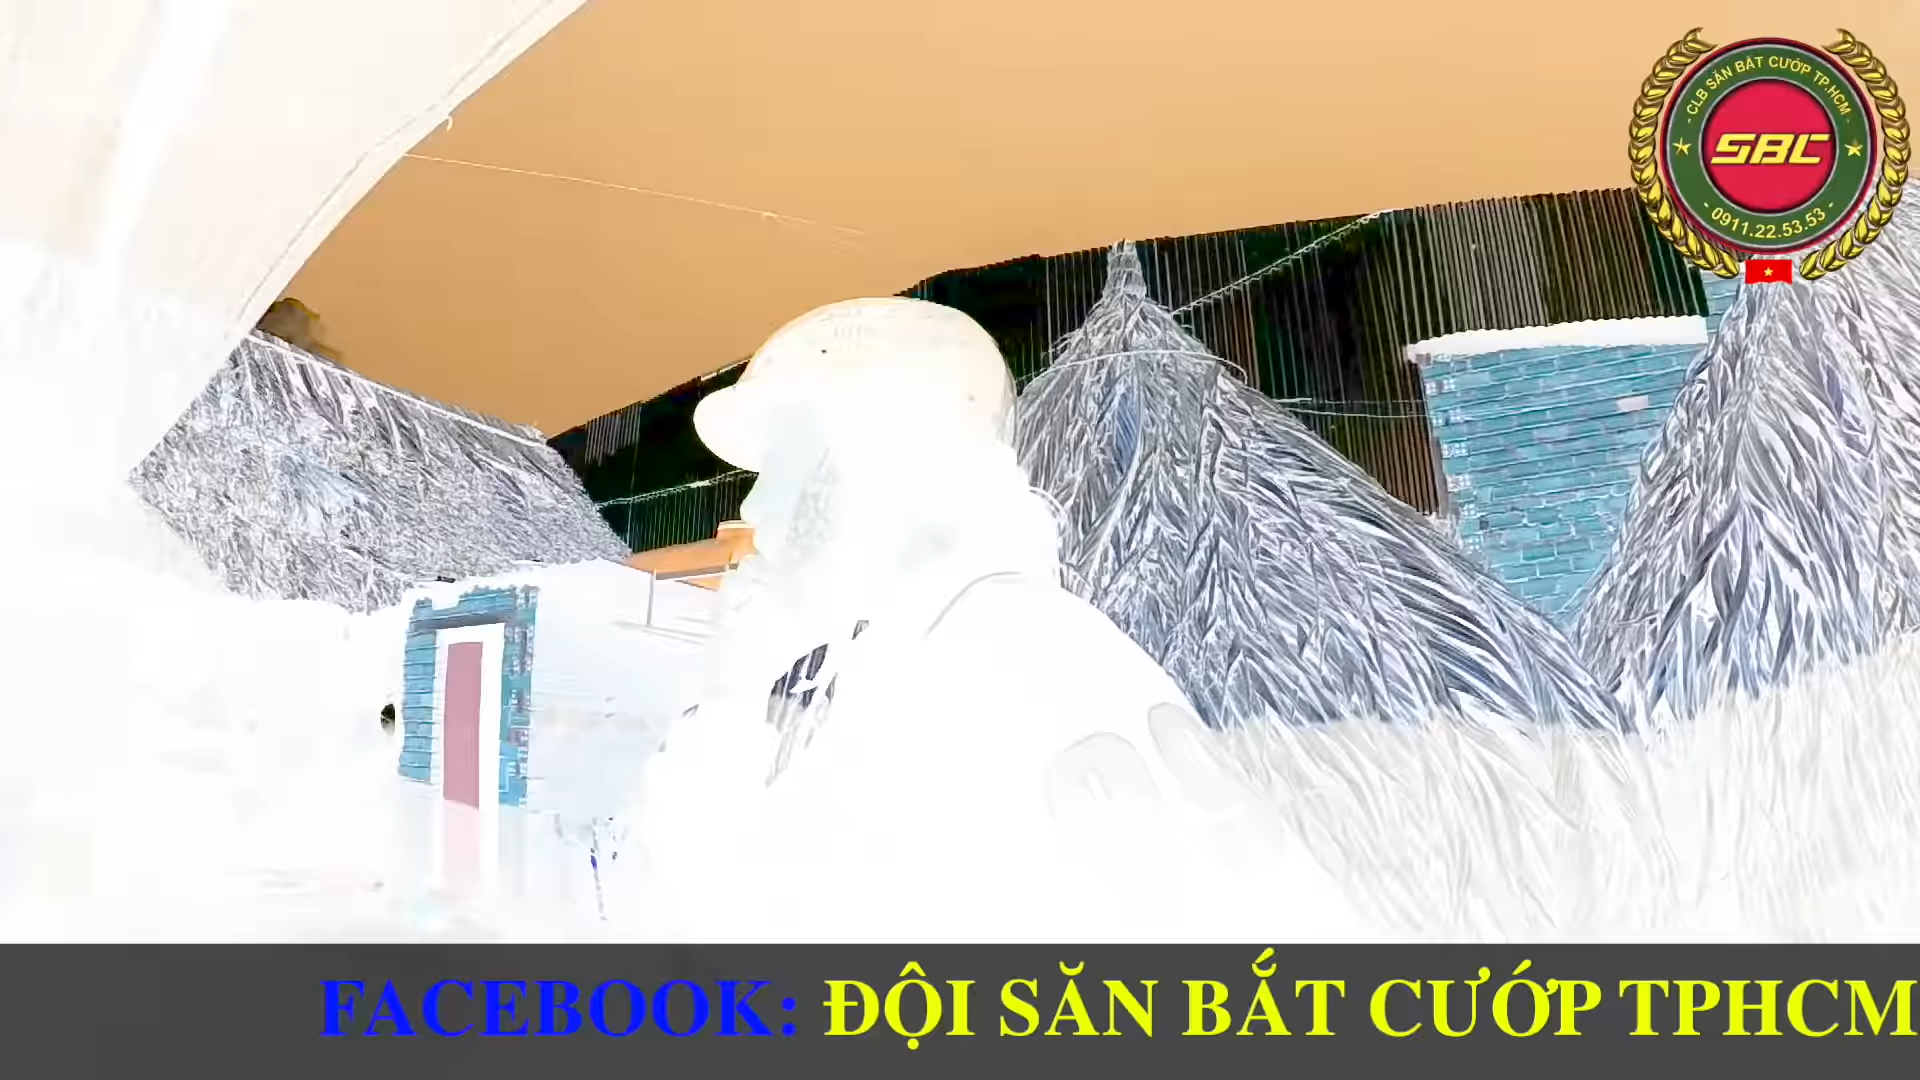 - CLB SĂN BẮT CƯỚP TP.HCM -
SBC
- 0911.22.53.53 -
FACEBOOK: ĐỘI SĂN BẮT CƯỚP TPHCM